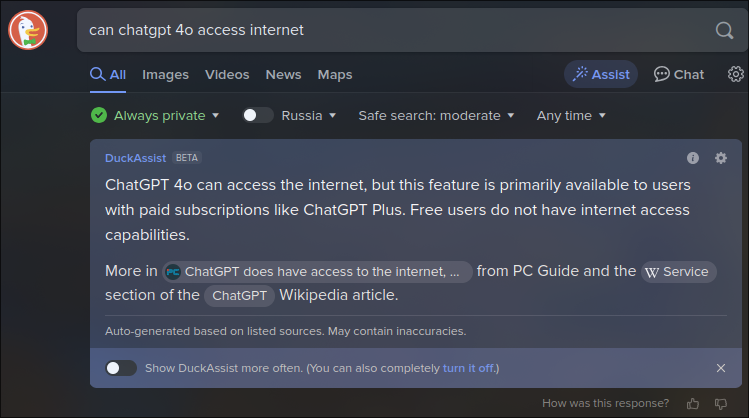 can chatgpt 4o access internet
All Images Videos News Maps Assist Chat
Always private Russia Safe search: moderate Any time
DuckAssist BETA
ChatGPT 4o can access the internet, but this feature is primarily available to users
with paid subscriptions like ChatGPT Plus. Free users do not have internet access
capabilities.
More in PC ChatGPT does have access to the internet, ... from PC Guide and the W Service
section of the ChatGPT Wikipedia article.
Auto-generated based on listed sources. May contain inaccuracies.
Show DuckAssist more often. (You can also completely turn it off.)
How was this response?